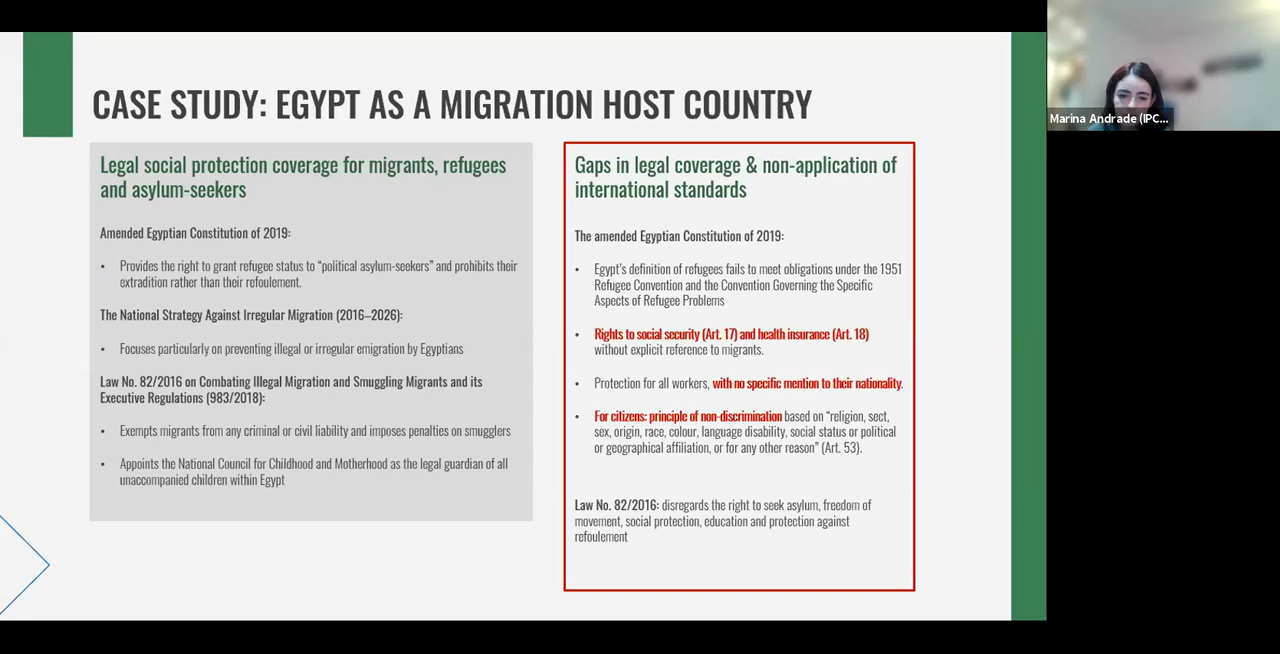 CASE STUDY: EGYPT AS A MIGRATION HOST COUNTRY
Legal social protection coverage for migrants, refugees
and asylum-seekers
Amended Egyptian Constitution of 2019:
• Provides the right to grant refugee status to “political asylum-seekers” and prohibits their
extradition rather than their refoulement.
The National Strategy Against Irregular Migration (2016–2026):
• Focuses particularly on preventing illegal or irregular emigration by Egyptians
Law No. 82/2016 on Combating Illegal Migration and Smuggling Migrants and its
Executive Regulations (983/2018):
• Exempts migrants from any criminal or civil liability and imposes penalties on smugglers
• Appoints the National Council for Childhood and Motherhood as the legal guardian of all
unaccompanied children within Egypt
Gaps in legal coverage & non-application of
international standards
The amended Egyptian Constitution of 2019:
• Egypt’s definition of refugees fails to meet obligations under the 1951
Refugee Convention and the Convention Governing the Specific
Aspects of Refugee Problems
• Rights to social security (Art. 17) and health insurance (Art. 18)
without explicit reference to migrants.
• Protection for all workers, with no specific mention to their nationality.
• For citizens: principle of non-discrimination based on “religion, sect,
sex, origin, race, colour, language disability, social status or political
or geographical affiliation, or for any other reason” (Art. 53).
Law No. 82/2016: disregards the right to seek asylum, freedom of
movement, social protection, education and protection against
refoulement
Marina Andrade (IPC...